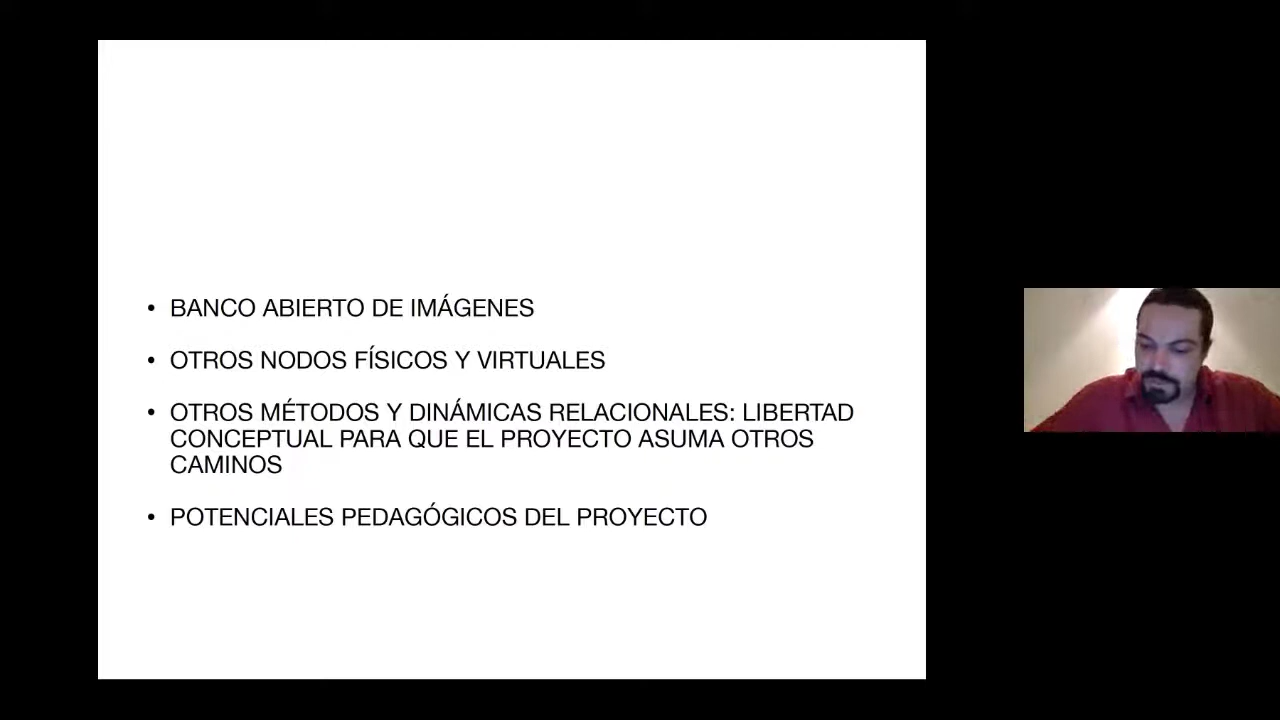 • BANCO ABIERTO DE IMÁGENES
• OTROS NODOS FÍSICOS Y VIRTUALES
• OTROS MÉTODOS Y DINÁMICAS RELACIONALES: LIBERTAD
CONCEPTUAL PARA QUE EL PROYECTO ASUMA OTROS
CAMINOS
• POTENCIALES PEDAGÓGICOS DEL PROYECTO